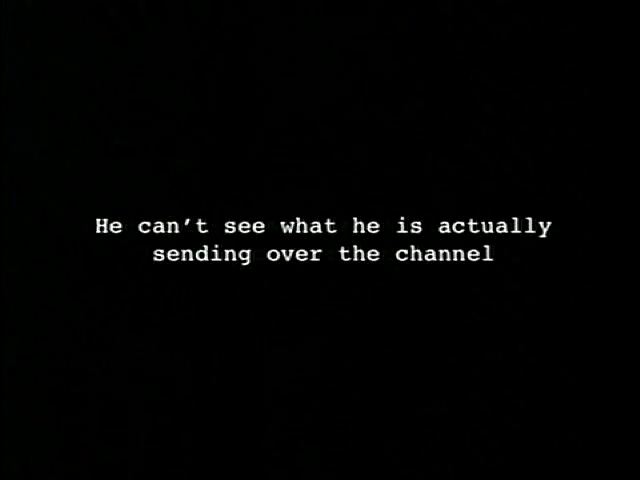 He can't see what he is actually
sending over the channel